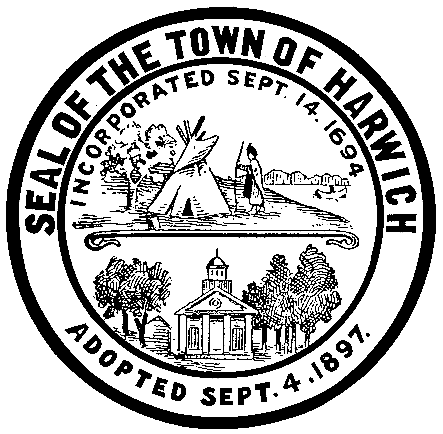 SEAL OF THE TOWN OF HARWICH
INCORPORATED SEPT. 14. 1694
ADOPTED SEPT. 4. 1897.